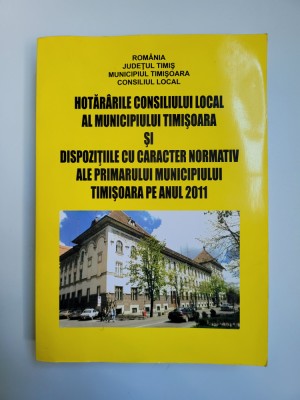 ROMÂNIA
JUDEȚUL TIMIȘ
MUNICIPIUL TIMIȘOARA
CONSILIUL LOCAL
HOTĂRÂRILE CONSILIULUI LOCAL
AL MUNICIPIULUI TIMIȘOARA
ȘI
DISPOZIȚIILE CU CARACTER NORMATIV
ALE PRIMARULUI MUNICIPIULUI
TIMIȘOARA PE ANUL 2011